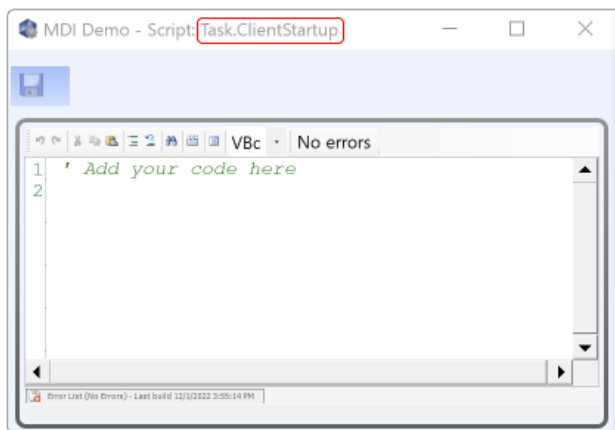 MDI Demo - Script: Task.ClientStartup
VBc No errors
1 ' Add your code here
2
Error List (No Errors) - Last build 12/1/2022 3:55:14 PM